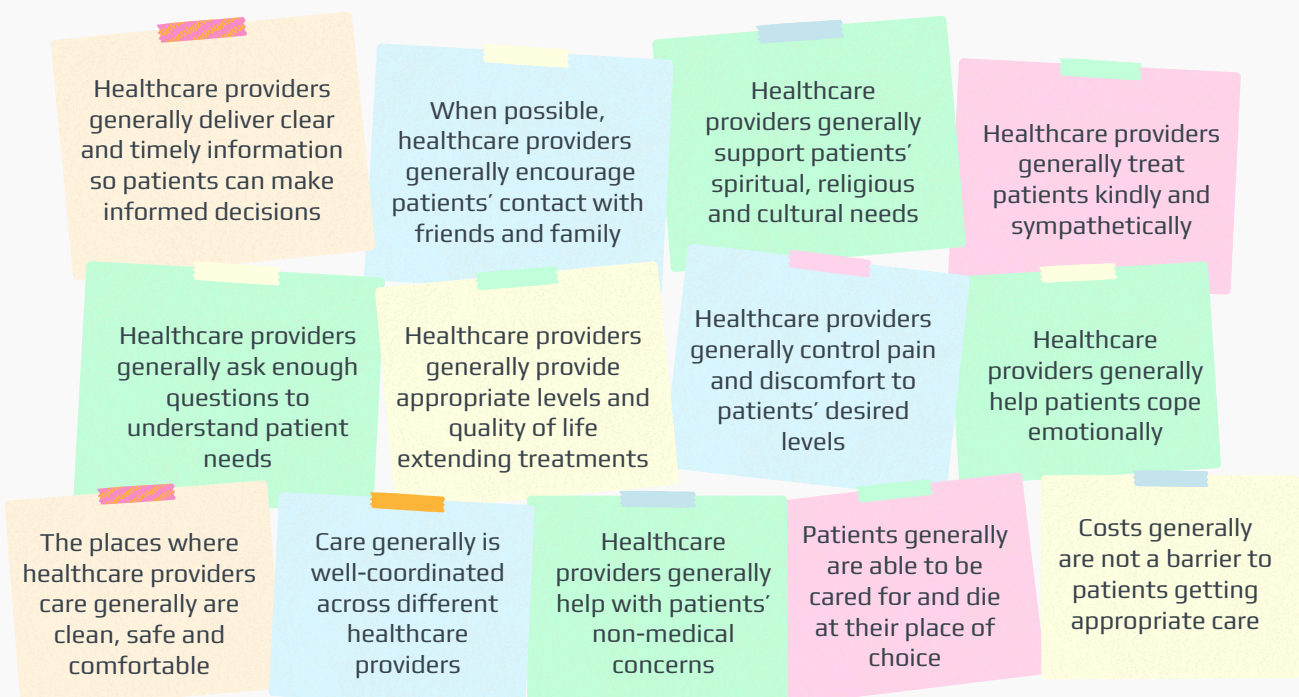 Healthcare providers
generally deliver clear
and timely information
so patients can make
informed decisions
When possible,
healthcare providers
generally encourage
patients’ contact with
friends and family
Healthcare
providers generally
support patients’
spiritual, religious
and cultural needs
Healthcare providers
generally treat
patients kindly and
sympathetically
Healthcare providers
generally ask enough
questions to
understand patient
needs
Healthcare providers
generally provide
appropriate levels and
quality of life
extending treatments
Healthcare providers
generally control pain
and discomfort to
patients’ desired
levels
Healthcare
providers generally
help patients cope
emotionally
The places where
healthcare providers
care generally are
clean, safe and
comfortable
Care generally is
well-coordinated
across different
healthcare
providers
Healthcare
providers generally
help with patients’
non-medical
concerns
Patients generally
are able to be
cared for and die
at their place of
choice
Costs generally
are not a barrier to
patients getting
appropriate care